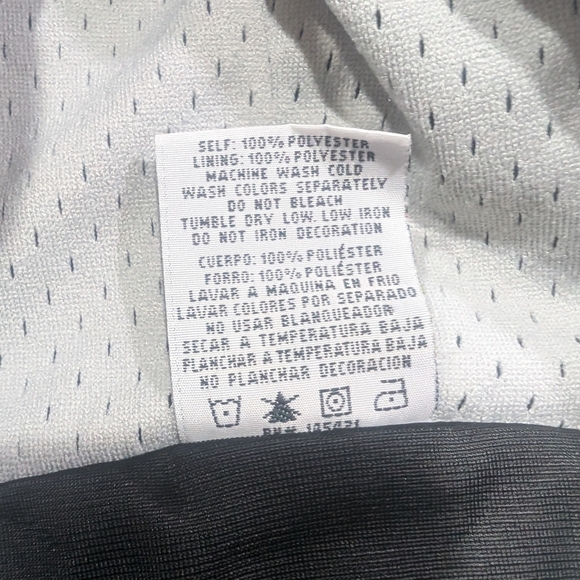 SELF: 100% POLYESTER
LINING: 100% POLYESTER
MACHINE WASH COLD
WASH COLORS SEPARATELY
DO NOT BLEACH
TUMBLE DRY LOW. LOW IRON
DO NOT IRON DECORATION
CUERPO: 100% POLIÉSTER
FORRO: 100% POLIÉSTER
LAVAR A MAQUINA EN FRIO
LAVAR COLORES POR SEPARADO
NO USAR BLANQUEADOR
SECAR A TEMPERATURA BAJA
PLANCHAR A TEMPERATURA BAJA
NO PLANCHAR DECORACION
RN#